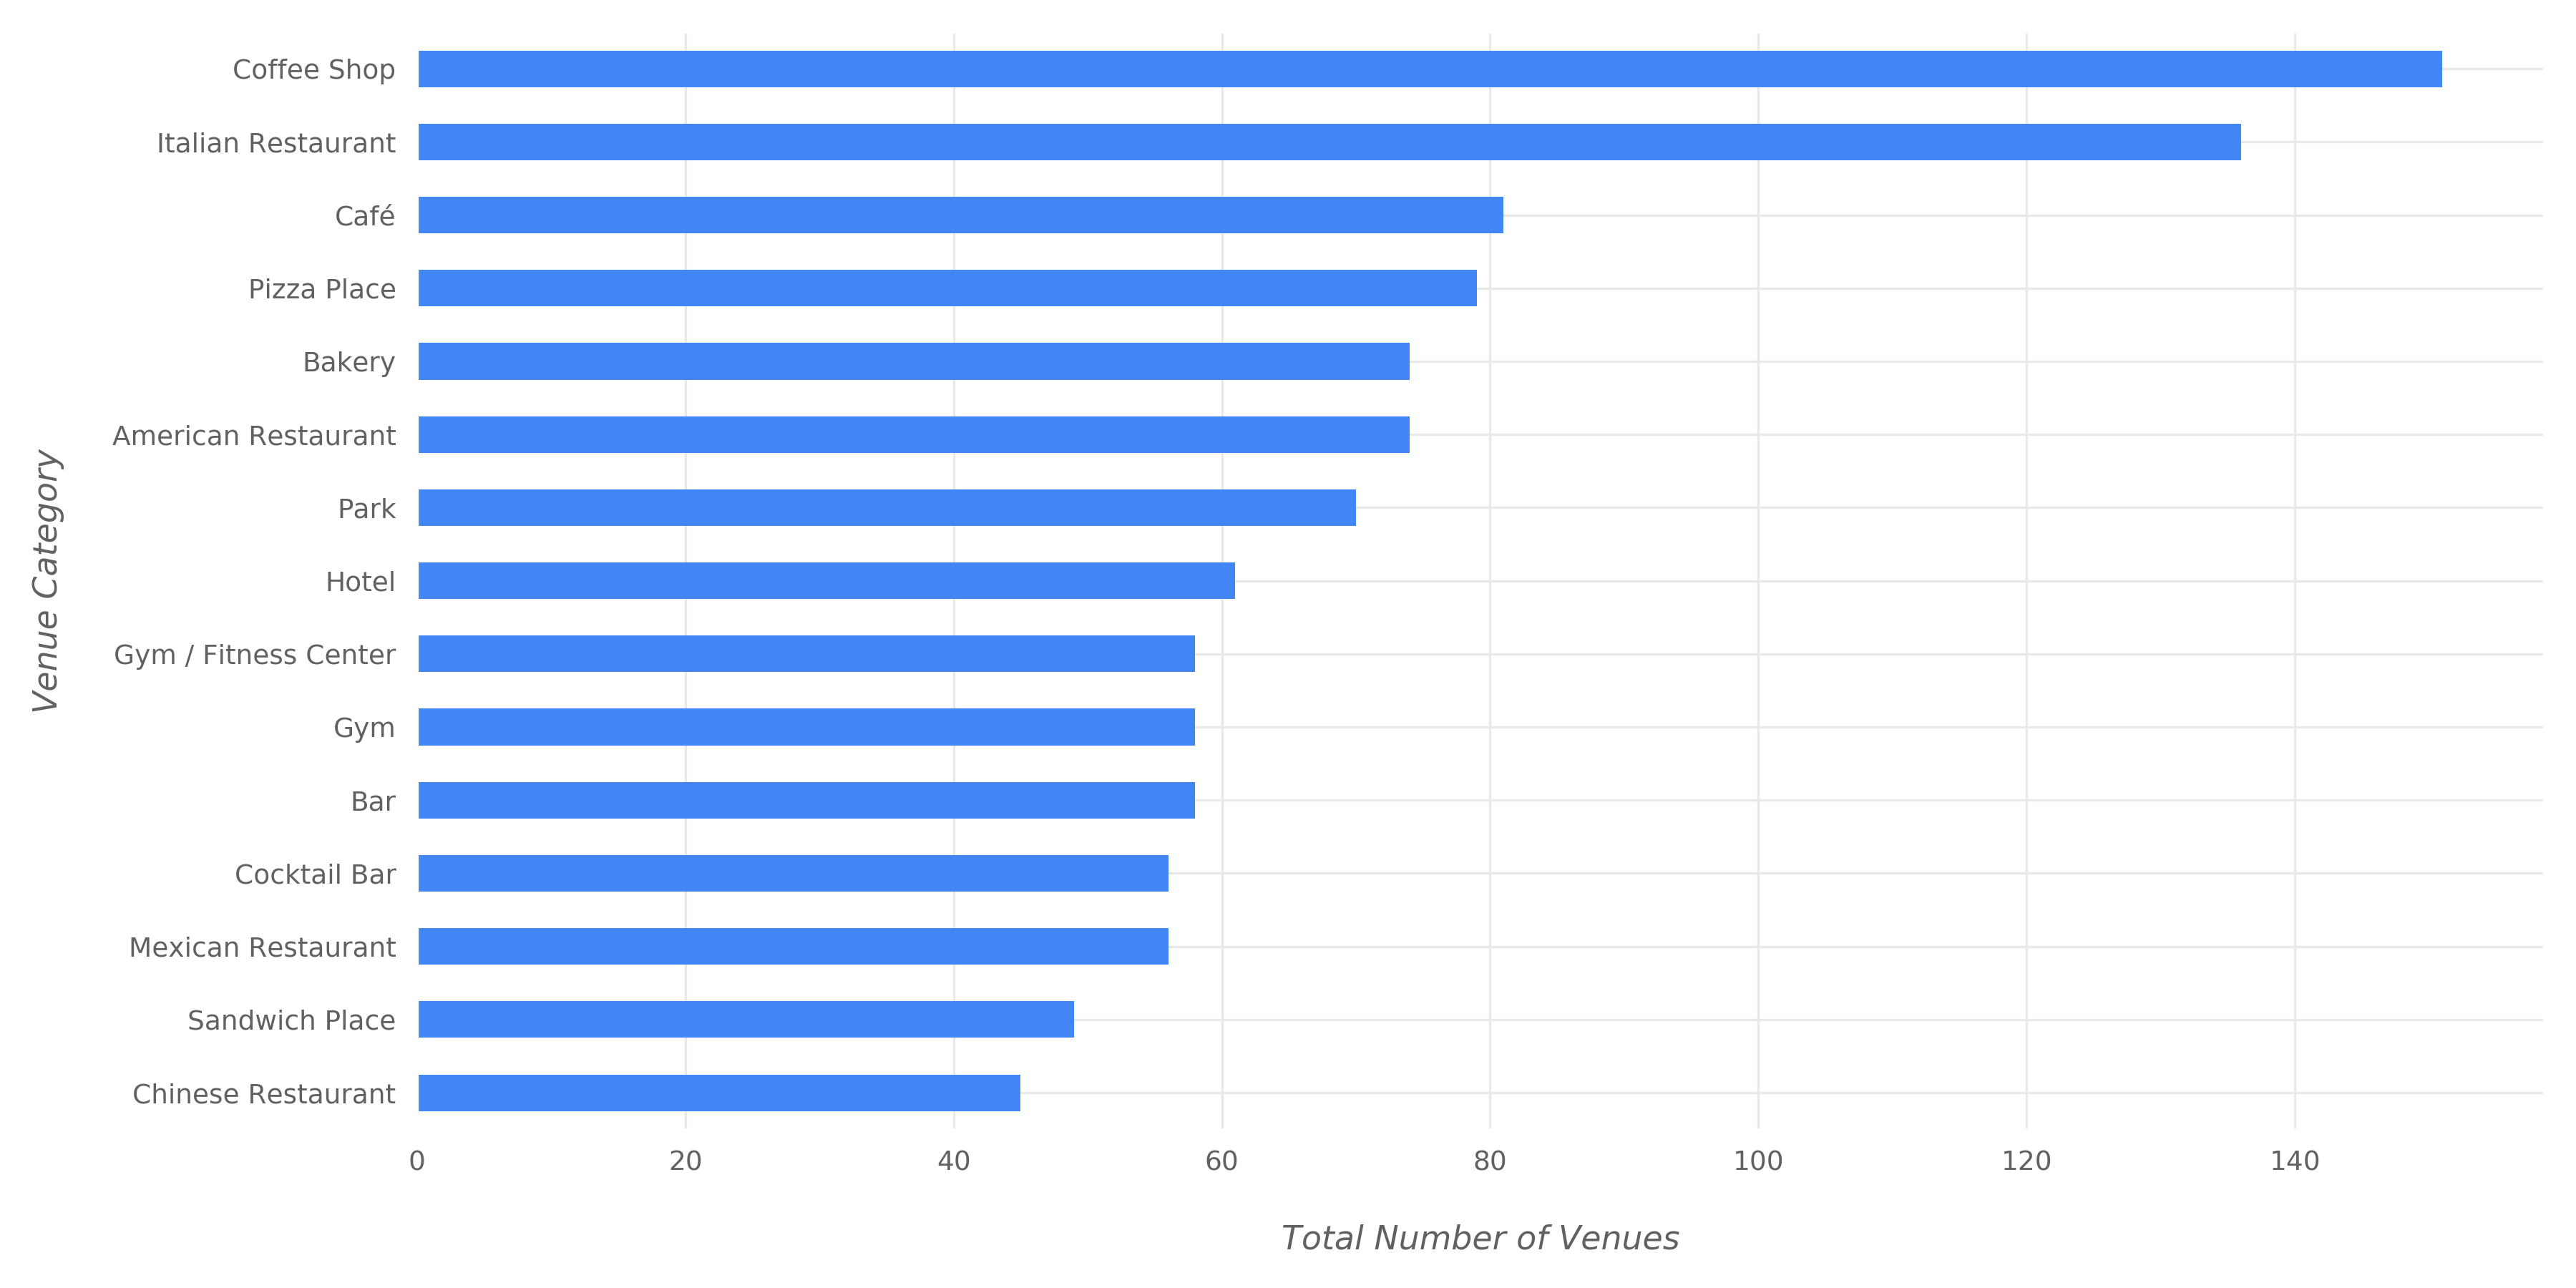 Coffee Shop
Italian Restaurant
Café
Pizza Place
Bakery
American Restaurant
Park
Hotel
Gym / Fitness Center
Gym
Bar
Cocktail Bar
Mexican Restaurant
Sandwich Place
Chinese Restaurant
Venue Category
0 20 40 60 80 100 120 140
Total Number of Venues